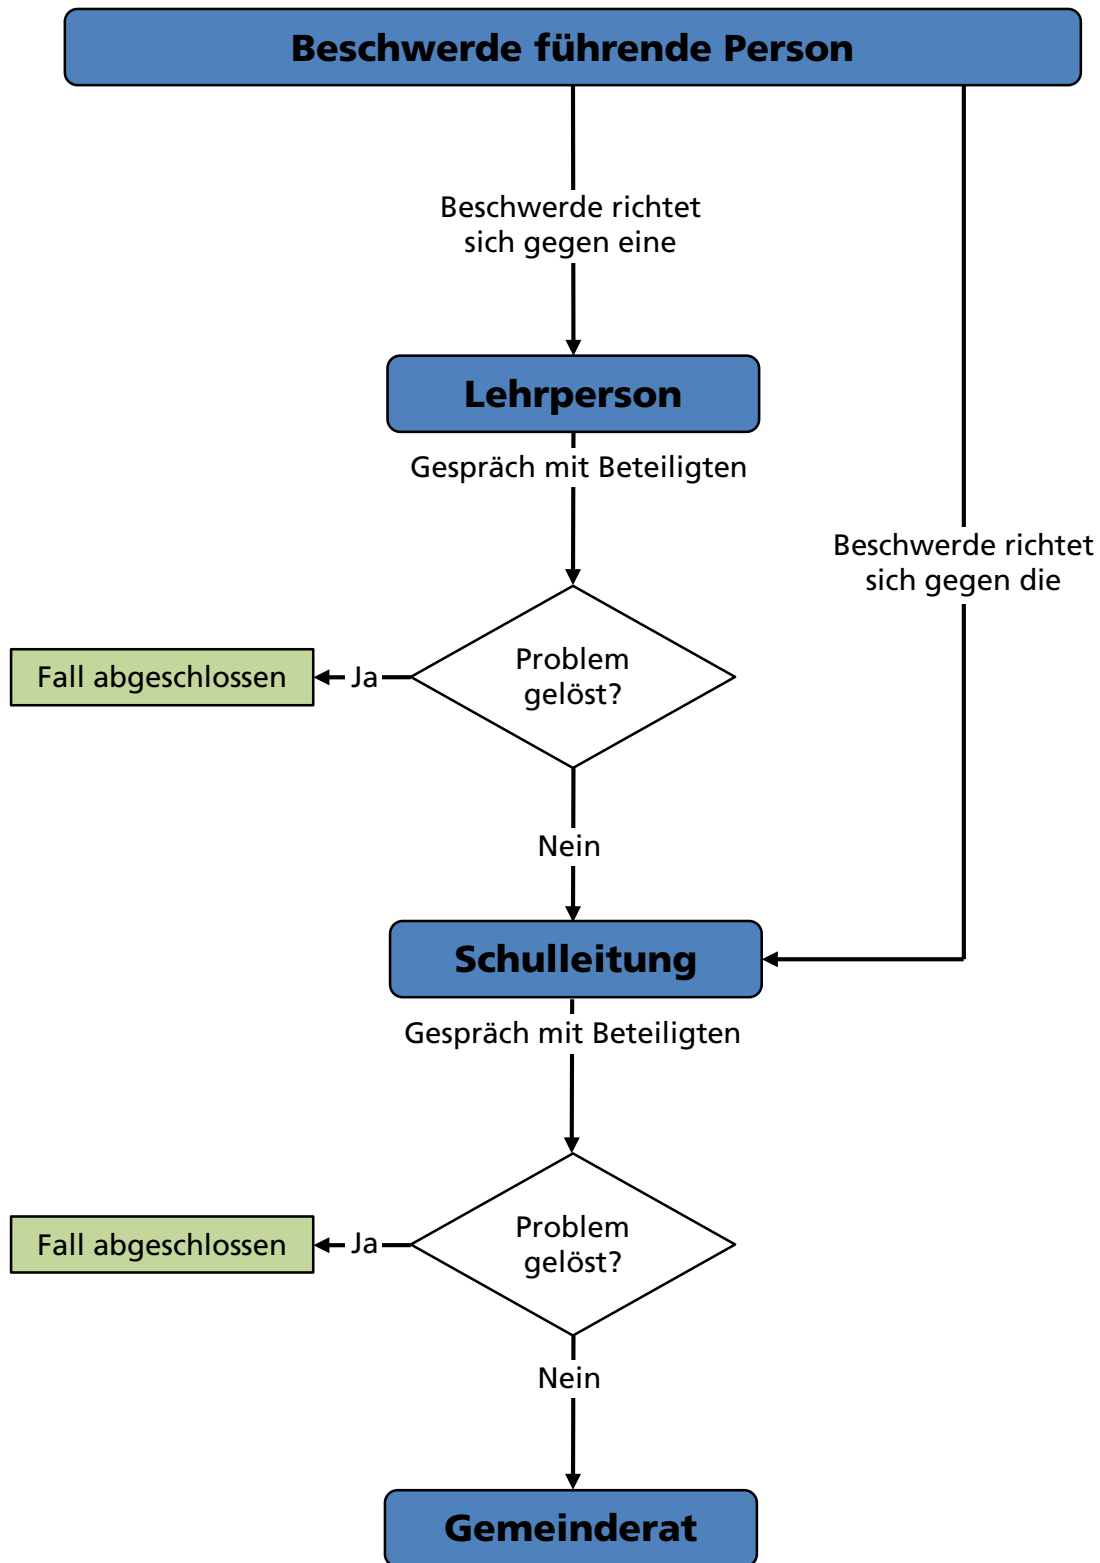 Beschwerde führende Person
Beschwerde richtet
sich gegen eine
Lehrperson
Gespräch mit Beteiligten
Beschwerde richtet
sich gegen die
Problem
gelöst?
Ja
Fall abgeschlossen
Nein
Schulleitung
Gespräch mit Beteiligten
Problem
gelöst?
Ja
Fall abgeschlossen
Nein
Gemeinderat